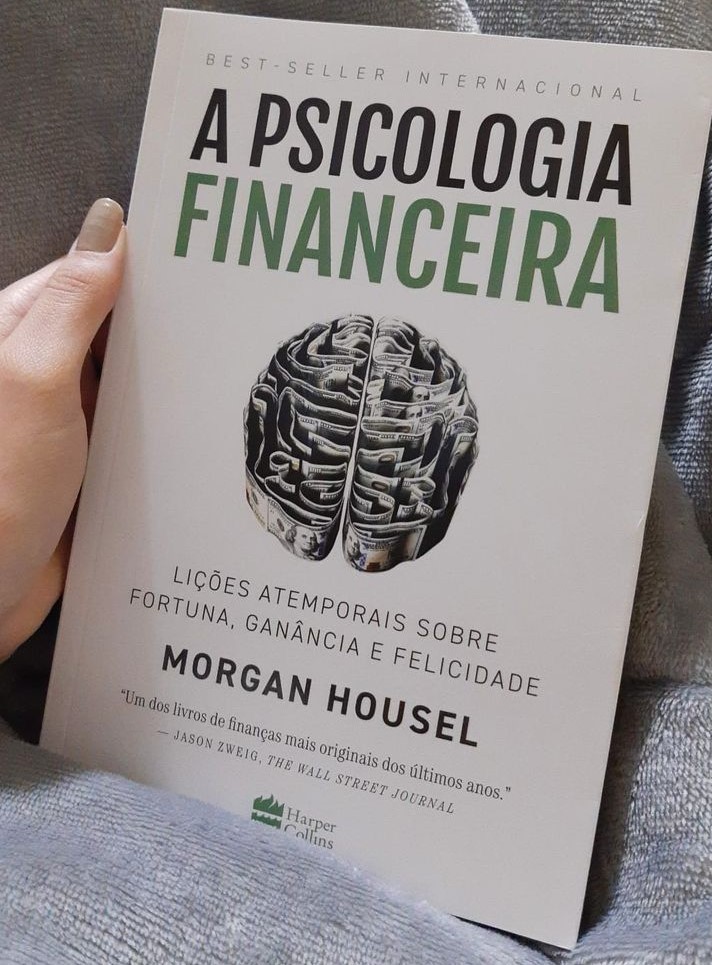 BEST-SELLER INTERNACIONAL
A PSICOLOGIA
FINANCEIRA
LIÇÕES ATEMPORAIS SOBRE
FORTUNA, GANÂNCIA E FELICIDADE
MORGAN HOUSEL
“Um dos livros de finanças mais originais dos últimos anos.”
— JASON ZWEIG, THE WALL STREET JOURNAL
Harper
Collins